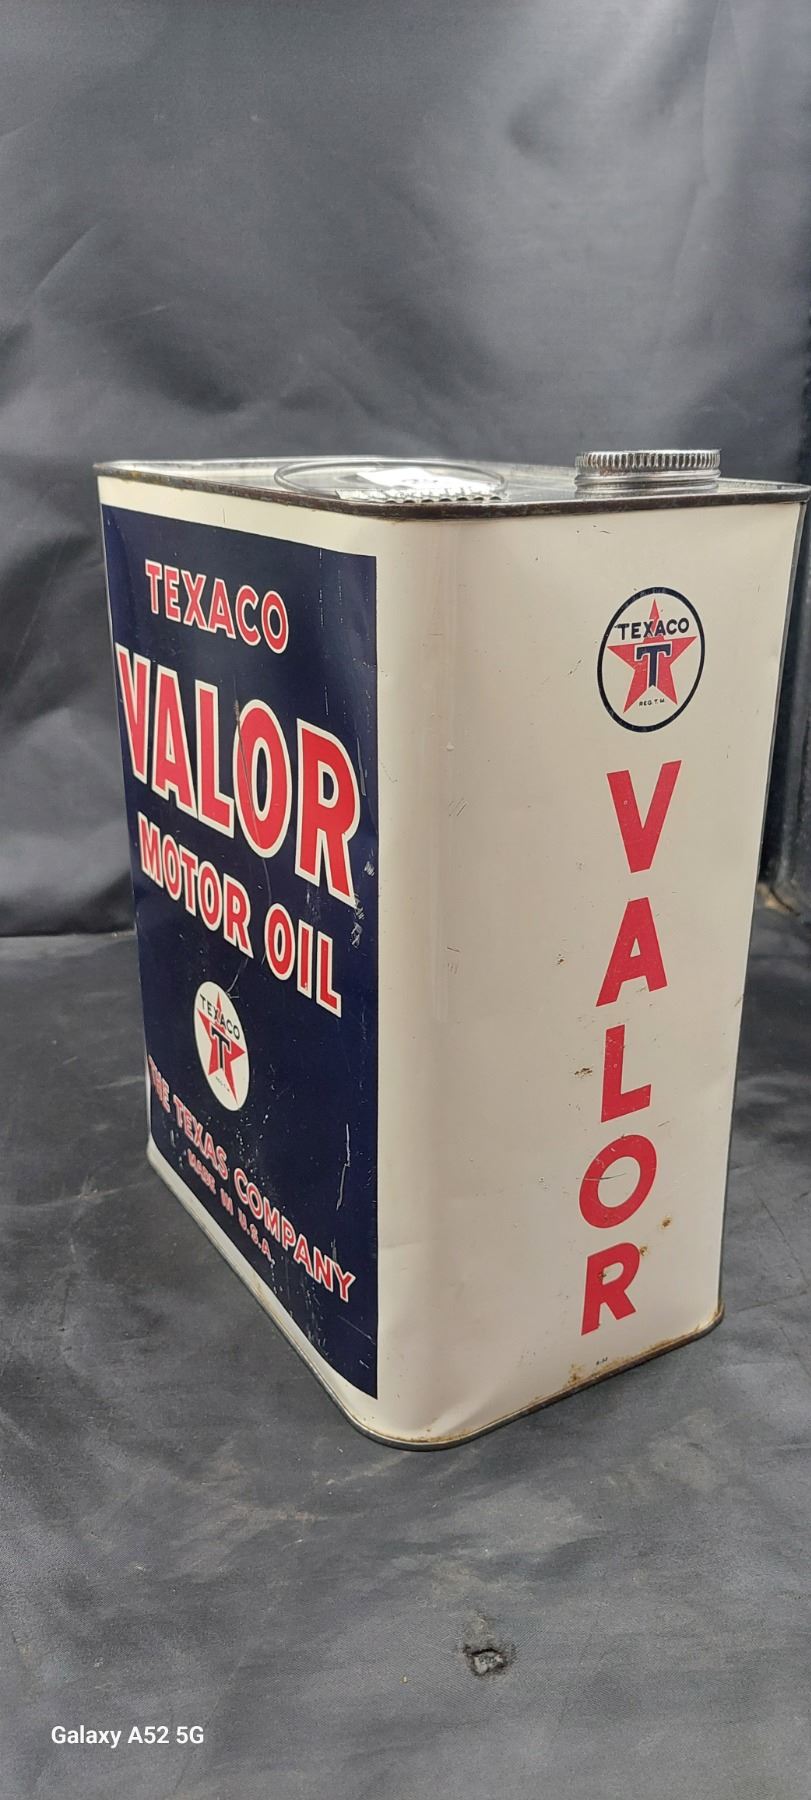 TEXACO
VALOR
MOTOR OIL
TEXACO
T
THE TEXAS COMPANY
MADE IN U.S.A.
TEXACO
T
REG. T. M.
VALOR
Galaxy A52 5G